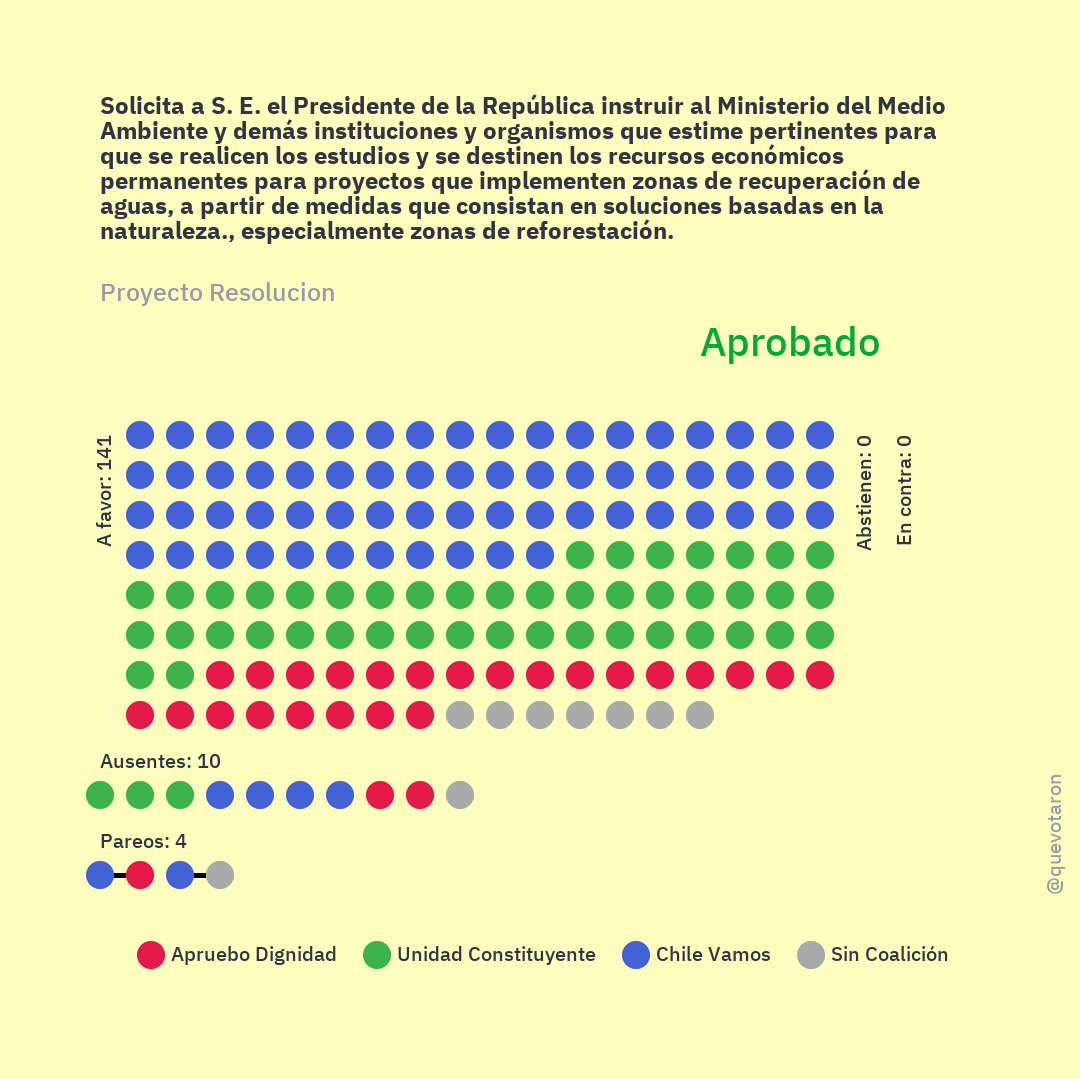 Solicita a S. E. el Presidente de la República instruir al Ministerio del Medio
Ambiente y demás instituciones y organismos que estime pertinentes para
que se realicen los estudios y se destinen los recursos económicos
permanentes para proyectos que implementen zonas de recuperación de
aguas, a partir de medidas que consistan en soluciones basadas en la
naturaleza., especialmente zonas de reforestación.
Proyecto Resolucion
Aprobado
A favor: 141
Abstienen: 0
En contra: 0
Ausentes: 10
Pareos: 4
@quevotaron
Apruebo Dignidad
Unidad Constituyente
Chile Vamos
Sin Coalición